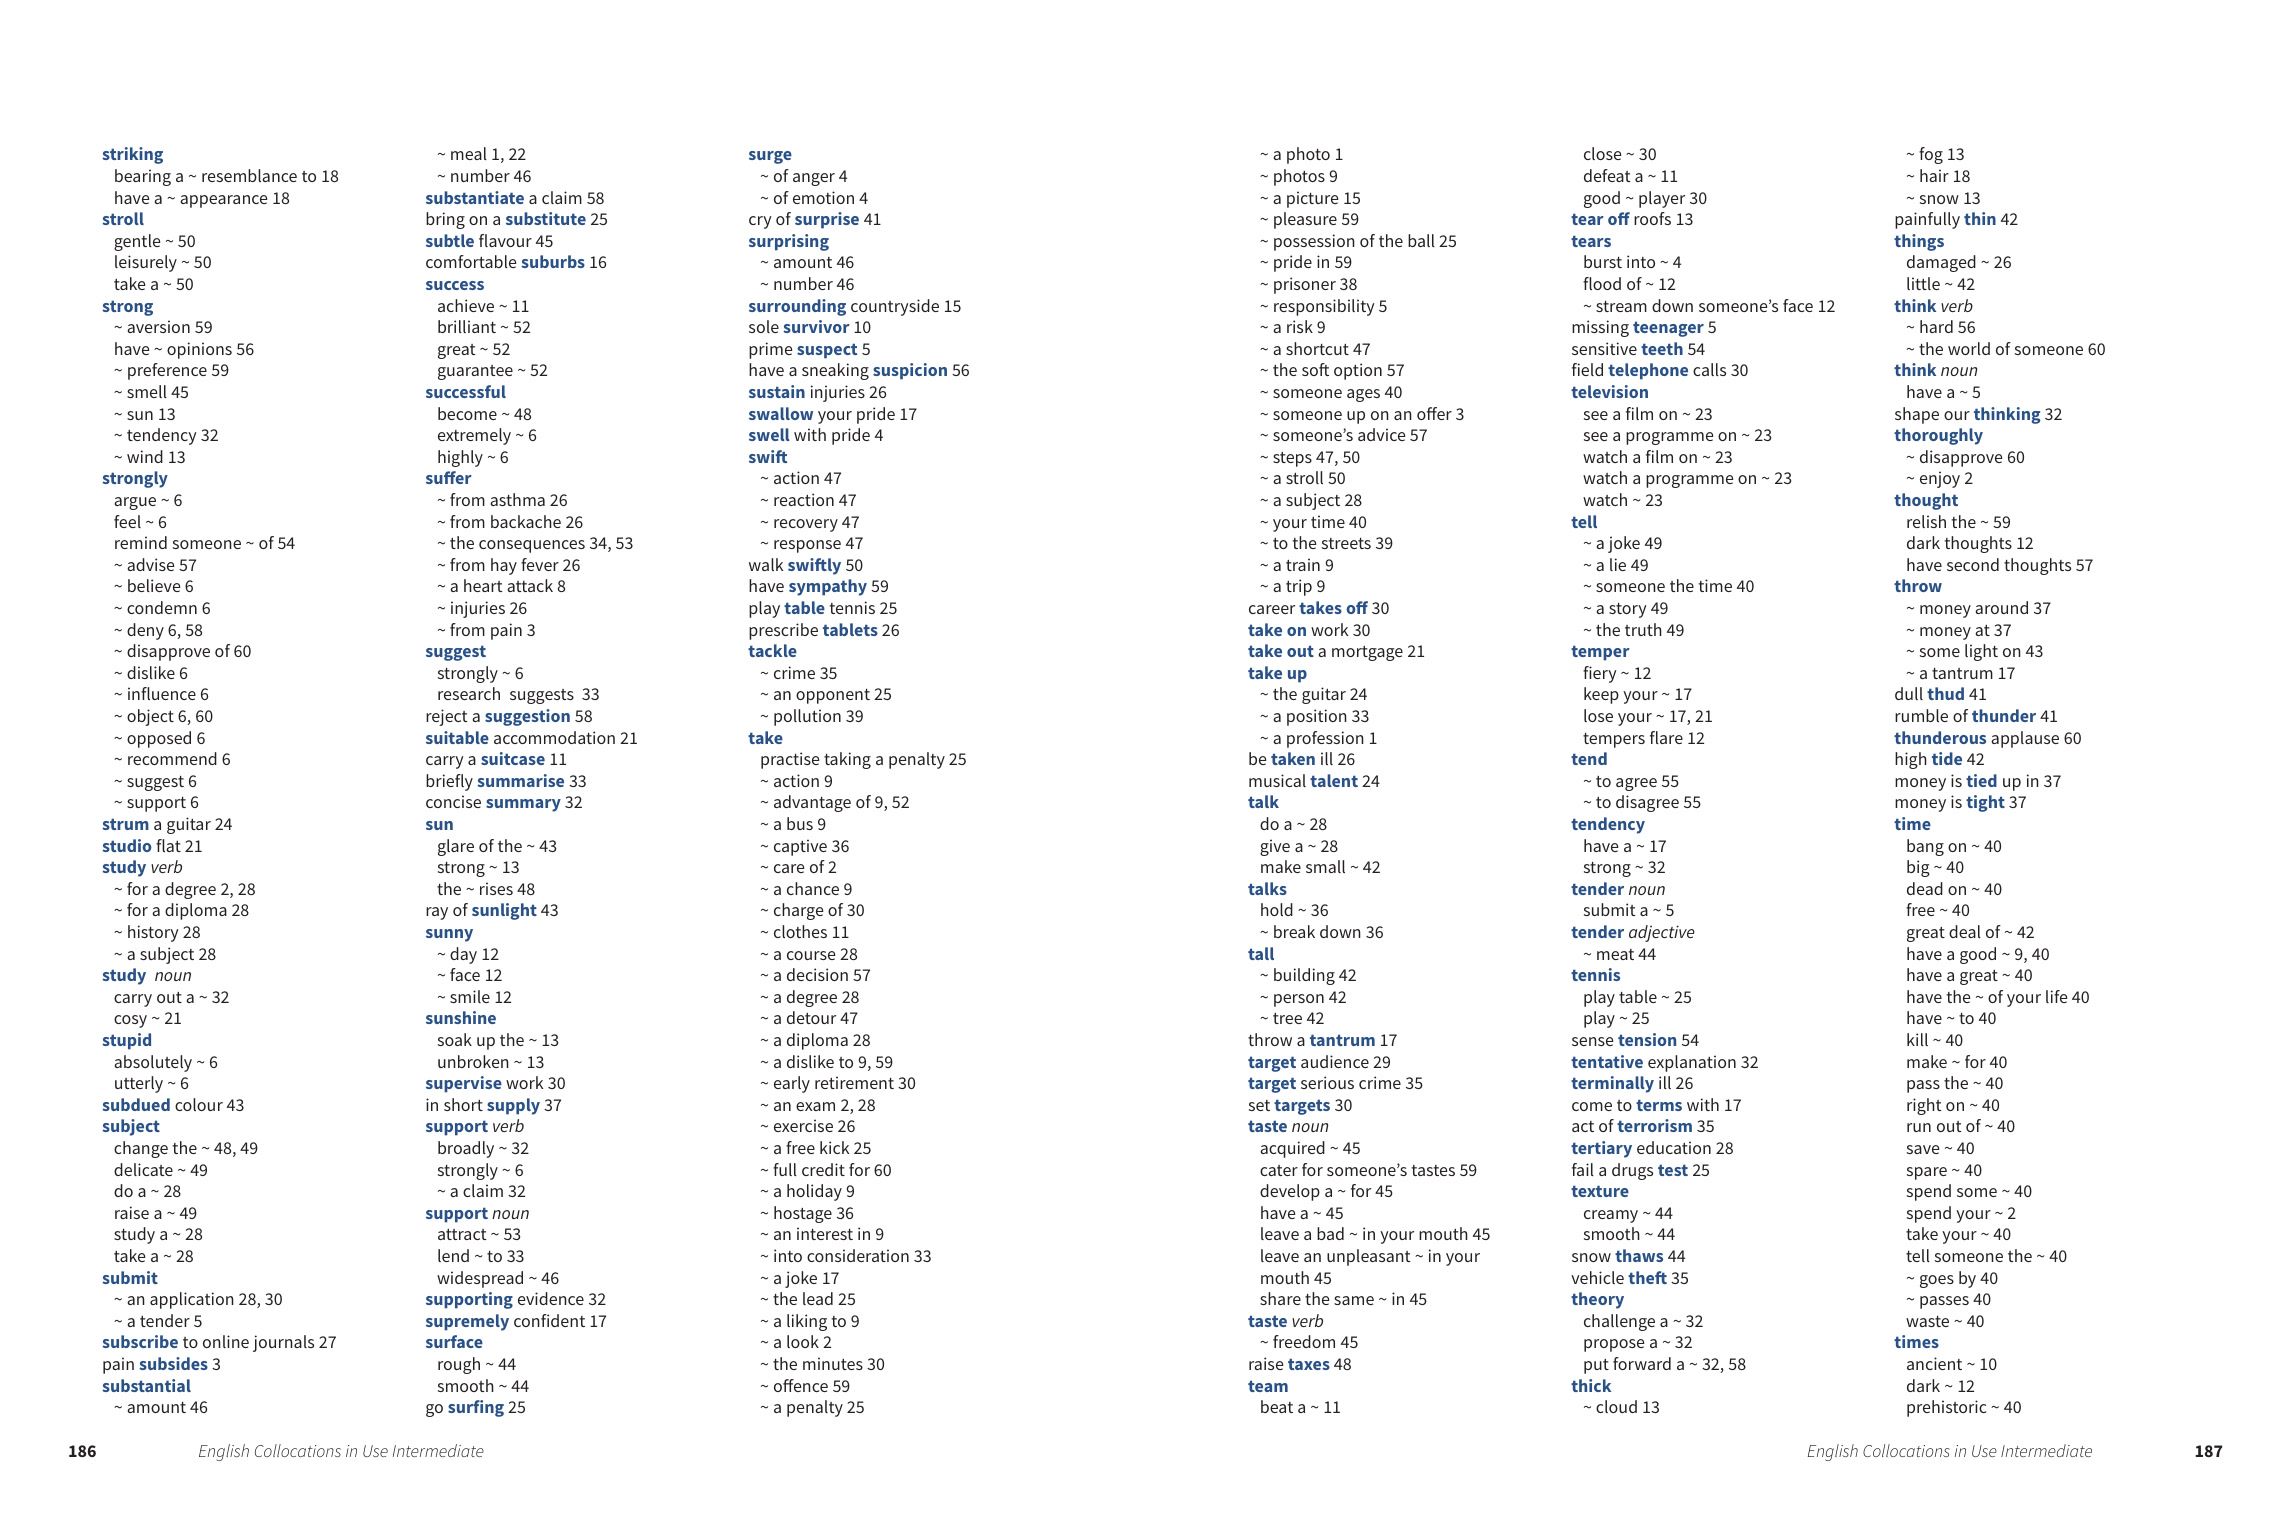 striking
bearing a ~ resemblance to 18
have a ~ appearance 18
stroll
gentle ~ 50
leisurely ~ 50
take a ~ 50
strong
~ aversion 59
have ~ opinions 56
~ preference 59
~ smell 45
~ sun 13
~ tendency 32
~ wind 13
strongly
argue ~ 6
feel ~ 6
remind someone ~ of 54
~ advise 57
~ believe 6
~ condemn 6
~ deny 6, 58
~ disapprove of 60
~ dislike 6
~ influence 6
~ object 6, 60
~ opposed 6
~ recommend 6
~ suggest 6
~ support 6
strum a guitar 24
studio flat 21
study verb
~ for a degree 2, 28
~ for a diploma 28
~ history 28
~ a subject 28
study noun
carry out a ~ 32
cosy ~ 21
stupid
absolutely ~ 6
utterly ~ 6
subdued colour 43
subject
change the ~ 48, 49
delicate ~ 49
do a ~ 28
raise a ~ 49
study a ~ 28
take a ~ 28
submit
~ an application 28, 30
~ a tender 5
subscribe to online journals 27
pain subsides 3
substantial
~ amount 46
~ meal 1, 22
~ number 46
substantiate a claim 58
bring on a substitute 25
subtle flavour 45
comfortable suburbs 16
success
achieve ~ 11
brilliant ~ 52
great ~ 52
guarantee ~ 52
successful
become ~ 48
extremely ~ 6
highly ~ 6
suffer
~ from asthma 26
~ from backache 26
~ the consequences 34, 53
~ from hay fever 26
~ a heart attack 8
~ injuries 26
~ from pain 3
suggest
strongly ~ 6
research suggests 33
reject a suggestion 58
suitable accommodation 21
carry a suitcase 11
briefly summarise 33
concise summary 32
sun
glare of the ~ 43
strong ~ 13
the ~ rises 48
ray of sunlight 43
sunny
~ day 12
~ face 12
~ smile 12
sunshine
soak up the ~ 13
unbroken ~ 13
supervise work 30
in short supply 37
support verb
broadly ~ 32
strongly ~ 6
~ a claim 32
support noun
attract ~ 53
lend ~ to 33
widespread ~ 46
supporting evidence 32
supremely confident 17
surface
rough ~ 44
smooth ~ 44
go surfing 25
surge
~ of anger 4
~ of emotion 4
cry of surprise 41
surprising
~ amount 46
~ number 46
surrounding countryside 15
sole survivor 10
prime suspect 5
have a sneaking suspicion 56
sustain injuries 26
swallow your pride 17
swell with pride 4
swift
~ action 47
~ reaction 47
~ recovery 47
~ response 47
walk swiftly 50
have sympathy 59
play table tennis 25
prescribe tablets 26
tackle
~ crime 35
~ an opponent 25
~ pollution 39
take
practise taking a penalty 25
~ action 9
~ advantage of 9, 52
~ a bus 9
~ captive 36
~ care of 2
~ a chance 9
~ charge of 30
~ clothes 11
~ a course 28
~ a decision 57
~ a degree 28
~ a detour 47
~ a diploma 28
~ a dislike to 9, 59
~ early retirement 30
~ an exam 2, 28
~ exercise 26
~ a free kick 25
~ full credit for 60
~ a holiday 9
~ hostage 36
~ an interest in 9
~ into consideration 33
~ a joke 17
~ the lead 25
~ a liking to 9
~ a look 2
~ the minutes 30
~ offence 59
~ a penalty 25
186 English Collocations in Use Intermediate
~ a photo 1
~ photos 9
~ a picture 15
~ pleasure 59
~ possession of the ball 25
~ pride in 59
~ prisoner 38
~ responsibility 5
~ a risk 9
~ a shortcut 47
~ the soft option 57
~ someone ages 40
~ someone up on an offer 3
~ someone's advice 57
~ steps 47, 50
~ a stroll 50
~ a subject 28
~ your time 40
~ to the streets 39
~ a train 9
~ a trip 9
career takes off 30
take on work 30
take out a mortgage 21
take up
~ the guitar 24
~ a position 33
~ a profession 1
be taken ill 26
musical talent 24
talk
do a ~ 28
give a ~ 28
make small ~ 42
talks
hold ~ 36
~ break down 36
tall
~ building 42
~ person 42
~ tree 42
throw a tantrum 17
target audience 29
target serious crime 35
set targets 30
taste noun
acquired ~ 45
cater for someone's tastes 59
develop a ~ for 45
have a ~ 45
leave a bad ~ in your mouth 45
leave an unpleasant ~ in your
mouth 45
share the same ~ in 45
taste verb
~ freedom 45
raise taxes 48
team
beat a ~ 11
close ~ 30
defeat a ~ 11
good ~ player 30
tear off roofs 13
tears
burst into ~ 4
flood of ~ 12
~ stream down someone's face 12
missing teenager 5
sensitive teeth 54
field telephone calls 30
television
see a film on ~ 23
see a programme on ~ 23
watch a film on ~ 23
watch a programme on ~ 23
watch ~ 23
tell
~ a joke 49
~ a lie 49
~ someone the time 40
~ a story 49
~ the truth 49
temper
fiery ~ 12
keep your ~ 17
lose your ~ 17, 21
tempers flare 12
tend
~ to agree 55
~ to disagree 55
tendency
have a ~ 17
strong ~ 32
tender noun
submit a ~ 5
tender adjective
~ meat 44
tennis
play table ~ 25
play ~ 25
sense tension 54
tentative explanation 32
terminally ill 26
come to terms with 17
act of terrorism 35
tertiary education 28
fail a drugs test 25
texture
creamy ~ 44
smooth ~ 44
snow thaws 44
vehicle theft 35
theory
challenge a ~ 32
propose a ~ 32
put forward a ~ 32, 58
thick
~ cloud 13
~ fog 13
~ hair 18
~ snow 13
painfully thin 42
things
damaged ~ 26
little ~ 42
think verb
~ hard 56
~ the world of someone 60
think noun
have a ~ 5
shape our thinking 32
thoroughly
~ disapprove 60
~ enjoy 2
thought
relish the ~ 59
dark thoughts 12
have second thoughts 57
throw
~ money around 37
~ money at 37
~ some light on 43
~ a tantrum 17
dull thud 41
rumble of thunder 41
thunderous applause 60
high tide 42
money is tied up in 37
money is tight 37
time
bang on ~ 40
big ~ 40
dead on ~ 40
free ~ 40
great deal of ~ 42
have a good ~ 9, 40
have a great ~ 40
have the ~ of your life 40
have ~ to 40
kill ~ 40
make ~ for 40
pass the ~ 40
right on ~ 40
run out of ~ 40
save ~ 40
spare ~ 40
spend some ~ 40
spend your ~ 2
take your ~ 40
tell someone the ~ 40
~ goes by 40
~ passes 40
waste ~ 40
times
ancient ~ 10
dark ~ 12
prehistoric ~ 40
English Collocations in Use Intermediate 187